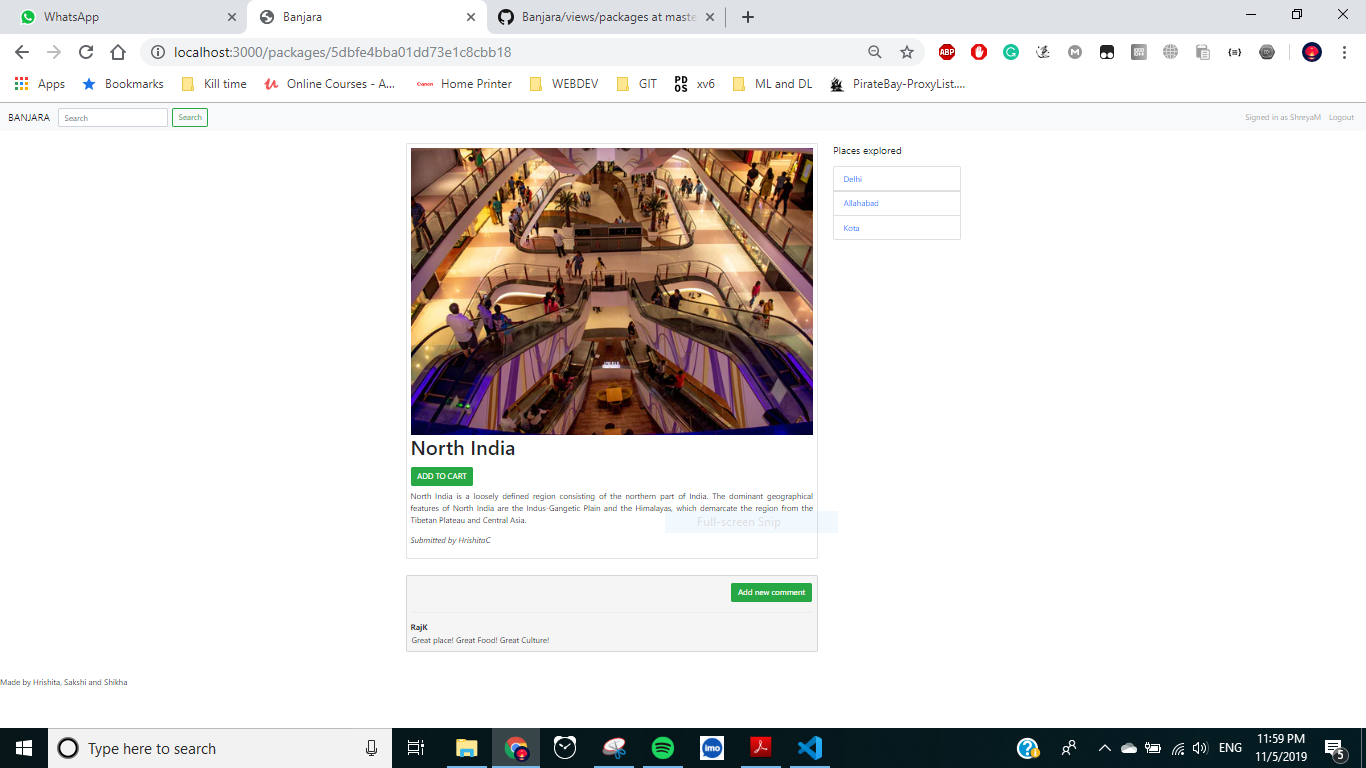 WhatsApp
Banjara
Banjara/views/packages at maste
localhost:3000/packages/5dbfe4bba01dd73e1c8cbb18
Apps Bookmarks Kill time Online Courses - A... Canon Home Printer WEBDEV GIT PDOS xv6 ML and DL PirateBay-ProxyList....
BANJARA Search Search Signed in as ShreyaM Logout
Places explored
Delhi
Allahabad
Kota
North India
ADD TO CART
North India is a loosely defined region consisting of the northern part of India. The dominant geographical
features of North India are the Indus-Gangetic Plain and the Himalayas, which demarcate the region from the
Tibetan Plateau and Central Asia.
Full-screen Snip
Submitted by HrishitaC
Add new comment
RajK
Great place! Great Food! Great Culture!
Made by Hrishita, Sakshi and Shikha
Type here to search
imo
ENG
11:59 PM
11/5/2019
5